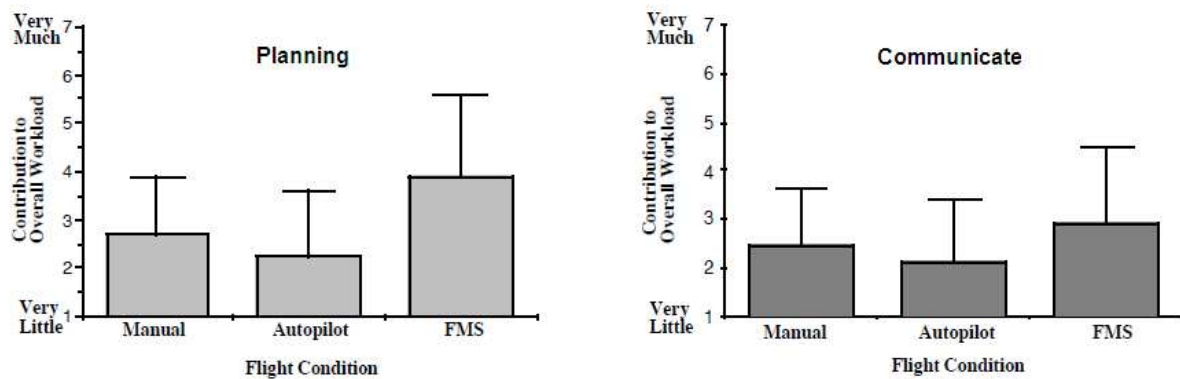 Very
Much
7
6
5
4
3
2
1
Very
Little
Contribution to
Overall Workload
Planning
Manual
Autopilot
FMS
Flight Condition
Very
Much
7
6
5
4
3
2
1
Very
Little
Contribution to
Overall Workload
Communicate
Manual
Autopilot
FMS
Flight Condition